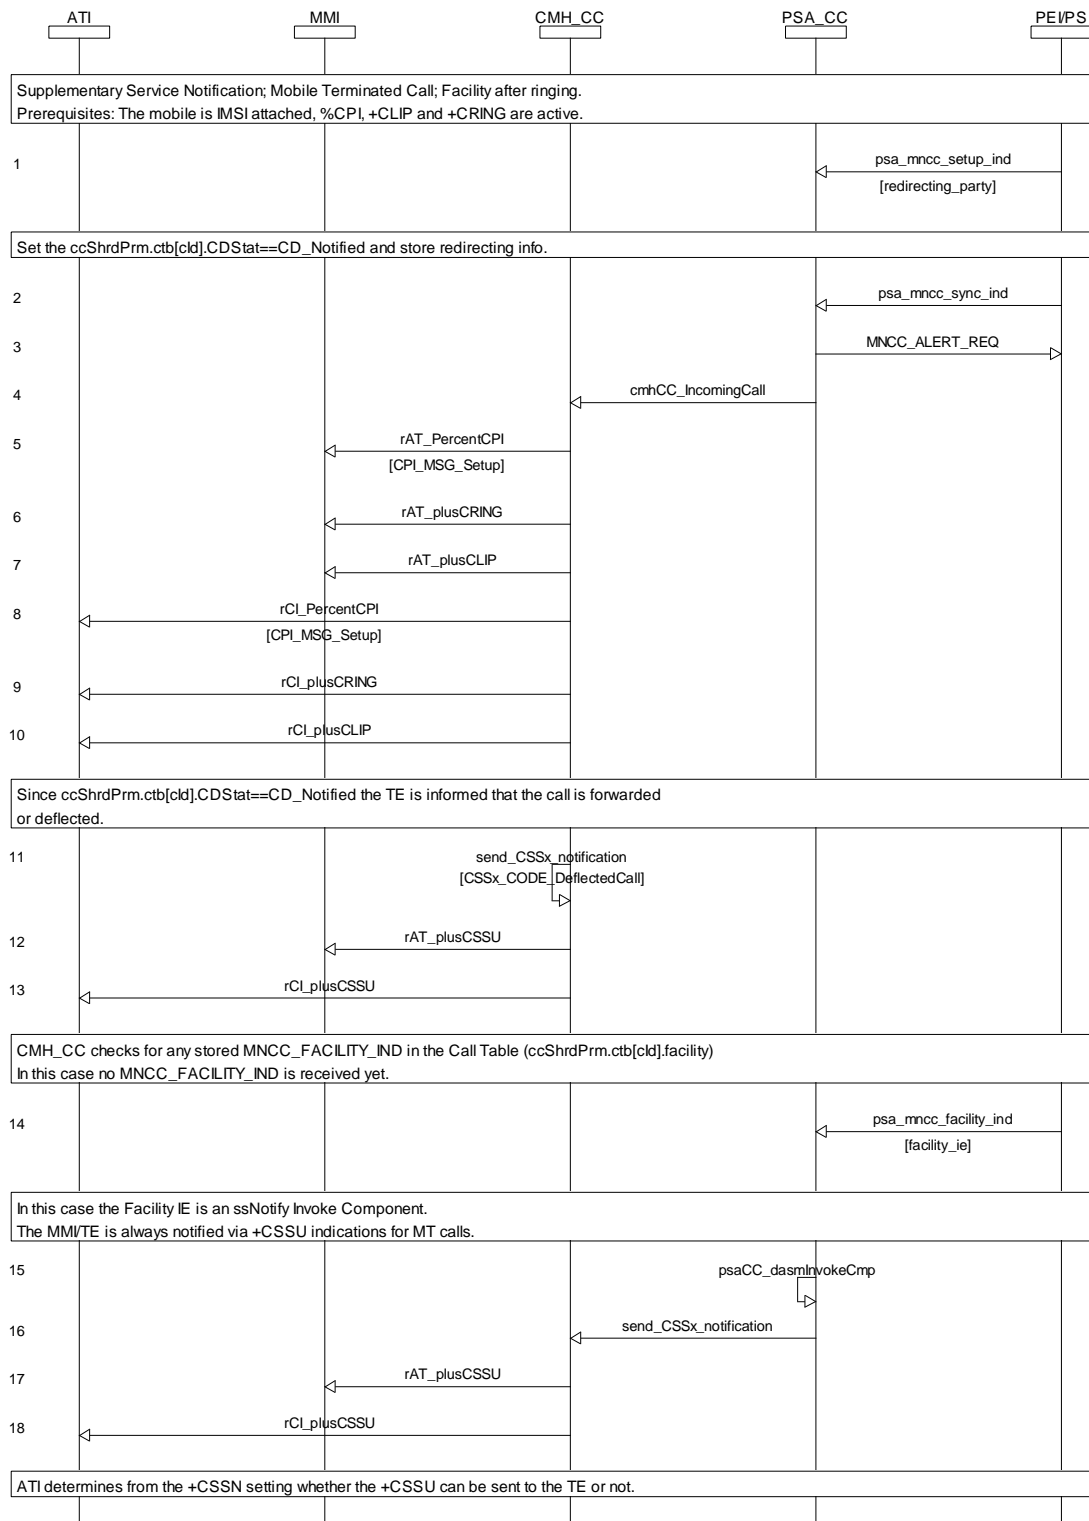 ATI MMI CMH_CC PSA_CC PEI/PS
Supplementary Service Notification; Mobile Terminated Call; Facility after ringing.
Prerequisites: The mobile is IMSI attached, %CPI, +CLIP and +CRING are active.
1 psa_mncc_setup_ind
[redirecting_party]
Set the ccShrdPrm.ctb[cId].CDStat==CD_Notified and store redirecting info.
2 psa_mncc_sync_ind
3 MNCC_ALERT_REQ
4 cmhCC_IncomingCall
5 rAT_PercentCPI
[CPI_MSG_Setup]
6 rAT_plusCRING
7 rAT_plusCLIP
8 rCI_PercentCPI
[CPI_MSG_Setup]
9 rCI_plusCRING
10 rCI_plusCLIP
Since ccShrdPrm.ctb[cId].CDStat==CD_Notified the TE is informed that the call is forwarded
or deflected.
11 send_CSSx_notification
[CSSx_CODE_DeflectedCall]
12 rAT_plusCSSU
13 rCI_plusCSSU
CMH_CC checks for any stored MNCC_FACILITY_IND in the Call Table (ccShrdPrm.ctb[cId].facility)
In this case no MNCC_FACILITY_IND is received yet.
14 psa_mncc_facility_ind
[facility_ie]
In this case the Facility IE is an ssNotify Invoke Component.
The MMI/TE is always notified via +CSSU indications for MT calls.
15 psaCC_dasmInvokeCmp
16 send_CSSx_notification
17 rAT_plusCSSU
18 rCI_plusCSSU
ATI determines from the +CSSN setting whether the +CSSU can be sent to the TE or not.